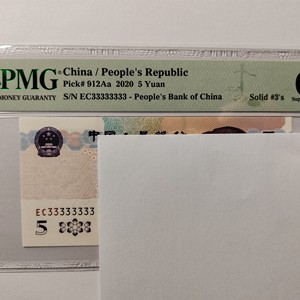 PMG China / People's Republic
MONEY GUARANTY Pick# 912Aa 2020 5 Yuan
S/N EC33333333 - People's Bank of China
Solid #3's
EC33333333
5